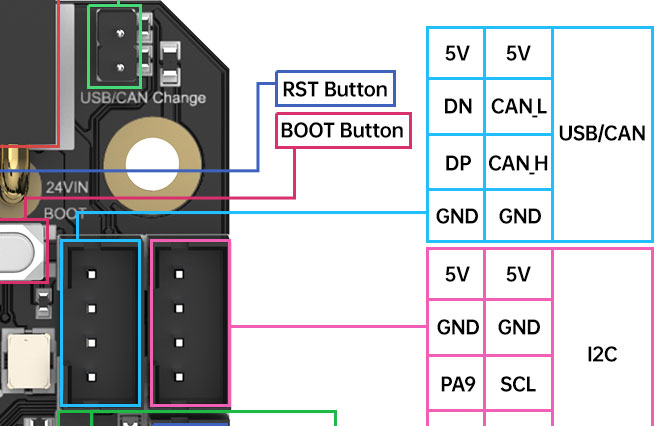 USB/CAN Change
RST Button
BOOT Button
24VIN
BOOT
5V 5V
DN CAN_L
DP CAN_H
GND GND
USB/CAN
5V 5V
GND GND
PA9 SCL
I2C